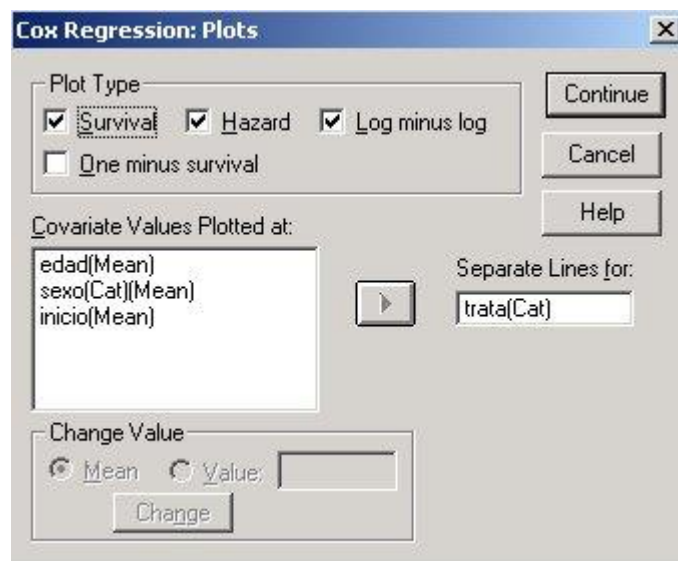 Cox Regression: Plots
Plot Type
Survival
Hazard
Log minus log
One minus survival
Continue
Cancel
Help
Covariate Values Plotted at:
edad(Mean)
sexo(Cat)(Mean)
inicio(Mean)
Separate Lines for:
trata(Cat)
Change Value
Mean
Value:
Change